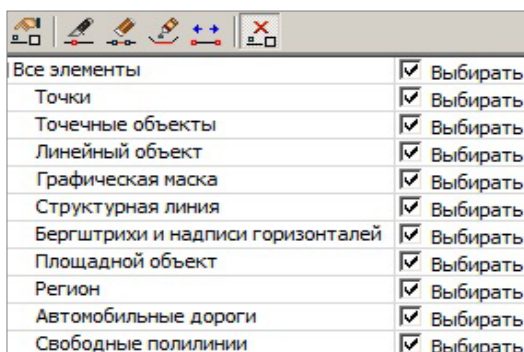 Все элементы Выбирать
Точки Выбирать
Точечные объекты Выбирать
Линейный объект Выбирать
Графическая маска Выбирать
Структурная линия Выбирать
Бергштрихи и надписи горизонталей Выбирать
Площадной объект Выбирать
Регион Выбирать
Автомобильные дороги Выбирать
Свободные полилинии Выбирать